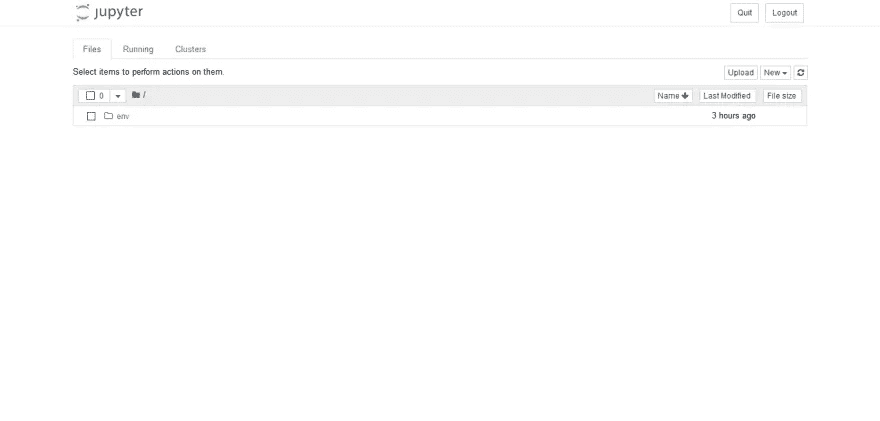 jupyter
Quit Logout
Files Running Clusters
Select items to perform actions on them.
Upload New
0 / Name Last Modified File size
env 3 hours ago